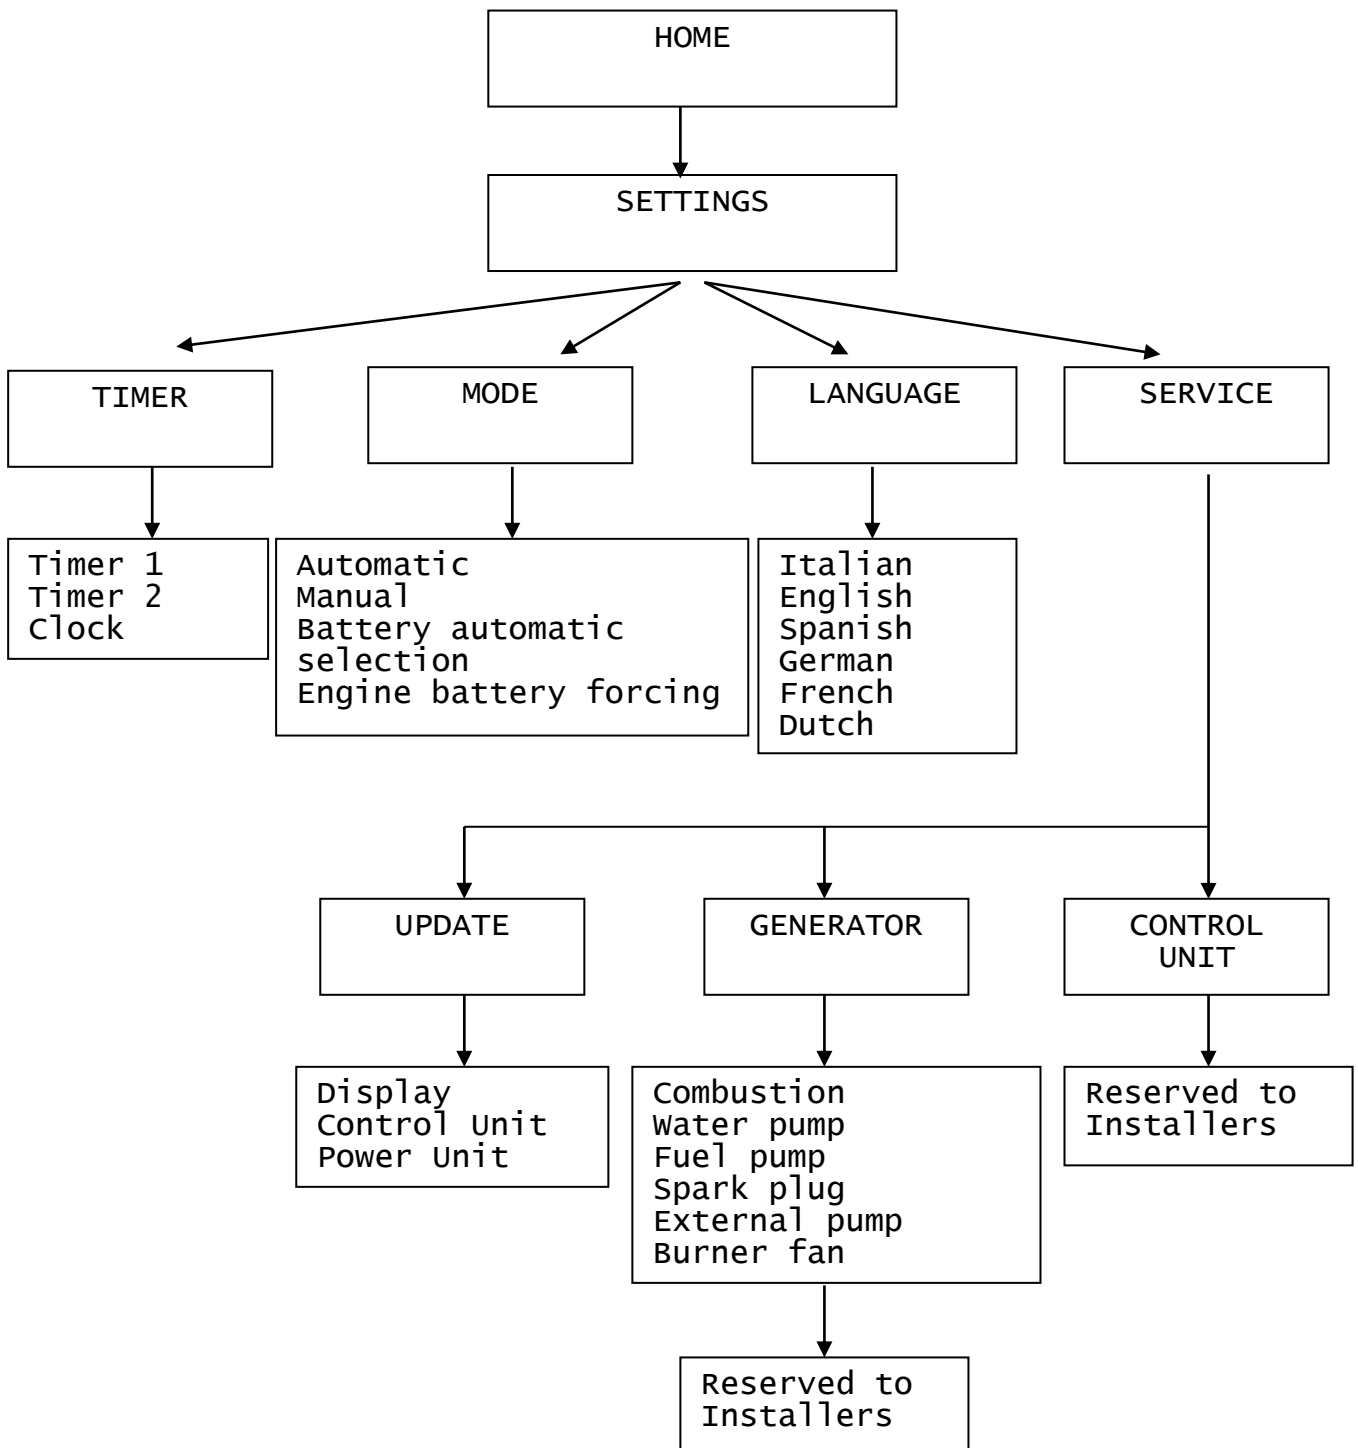 HOME
SETTINGS
TIMER
MODE
LANGUAGE
SERVICE
Timer 1
Timer 2
Clock
Automatic
Manual
Battery automatic
selection
Engine battery forcing
Italian
English
Spanish
German
French
Dutch
UPDATE
GENERATOR
CONTROL
UNIT
Display
Control Unit
Power Unit
Combustion
Water pump
Fuel pump
Spark plug
External pump
Burner fan
Reserved to
Installers
Reserved to
Installers